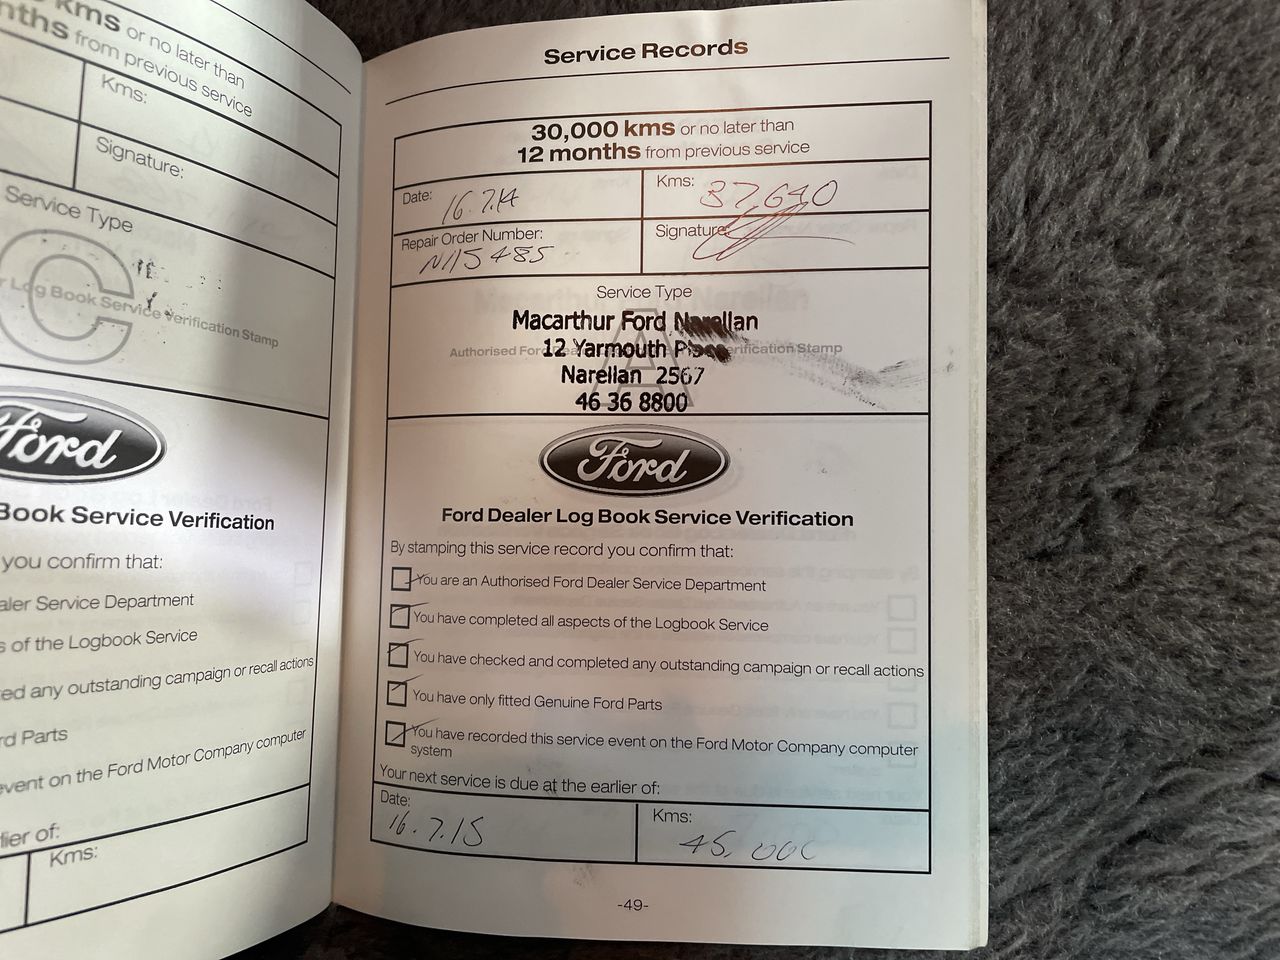 kms or no later than
nths from previous service
Kms:
Signature:
Service Type
C
r Log Book Service Verification Stamp
Ford
Book Service Verification
you confirm that:
aler Service Department
s of the Logbook Service
ed any outstanding campaign or recall actions
rd Parts
event on the Ford Motor Company computer
lier of:
Kms:
Service Records
30,000 kms or no later than
12 months from previous service
Date: 16.7.14
Kms: 37,640
Repair Order Number:
N115485
Signature:
Service Type
A
Macarthur Ford Narellan
Authorised Ford Verification Stamp
12 Yarmouth Place
Narellan 2567
46 36 8800
Ford
Ford Dealer Log Book Service Verification
By stamping this service record you confirm that:
You are an Authorised Ford Dealer Service Department
You have completed all aspects of the Logbook Service
You have checked and completed any outstanding campaign or recall actions
You have only fitted Genuine Ford Parts
You have recorded this service event on the Ford Motor Company computer
system
Your next service is due at the earlier of:
Date:
16.7.15
Kms:
45,000
-49-